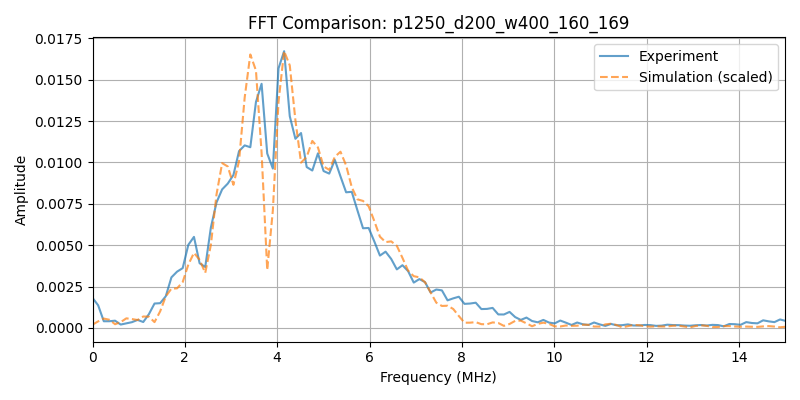 FFT Comparison: p1250_d200_w400_160_169
Experiment
Simulation (scaled)
Amplitude
0.0175
0.0150
0.0125
0.0100
0.0075
0.0050
0.0025
0.0000
0 2 4 6 8 10 12 14
Frequency (MHz)